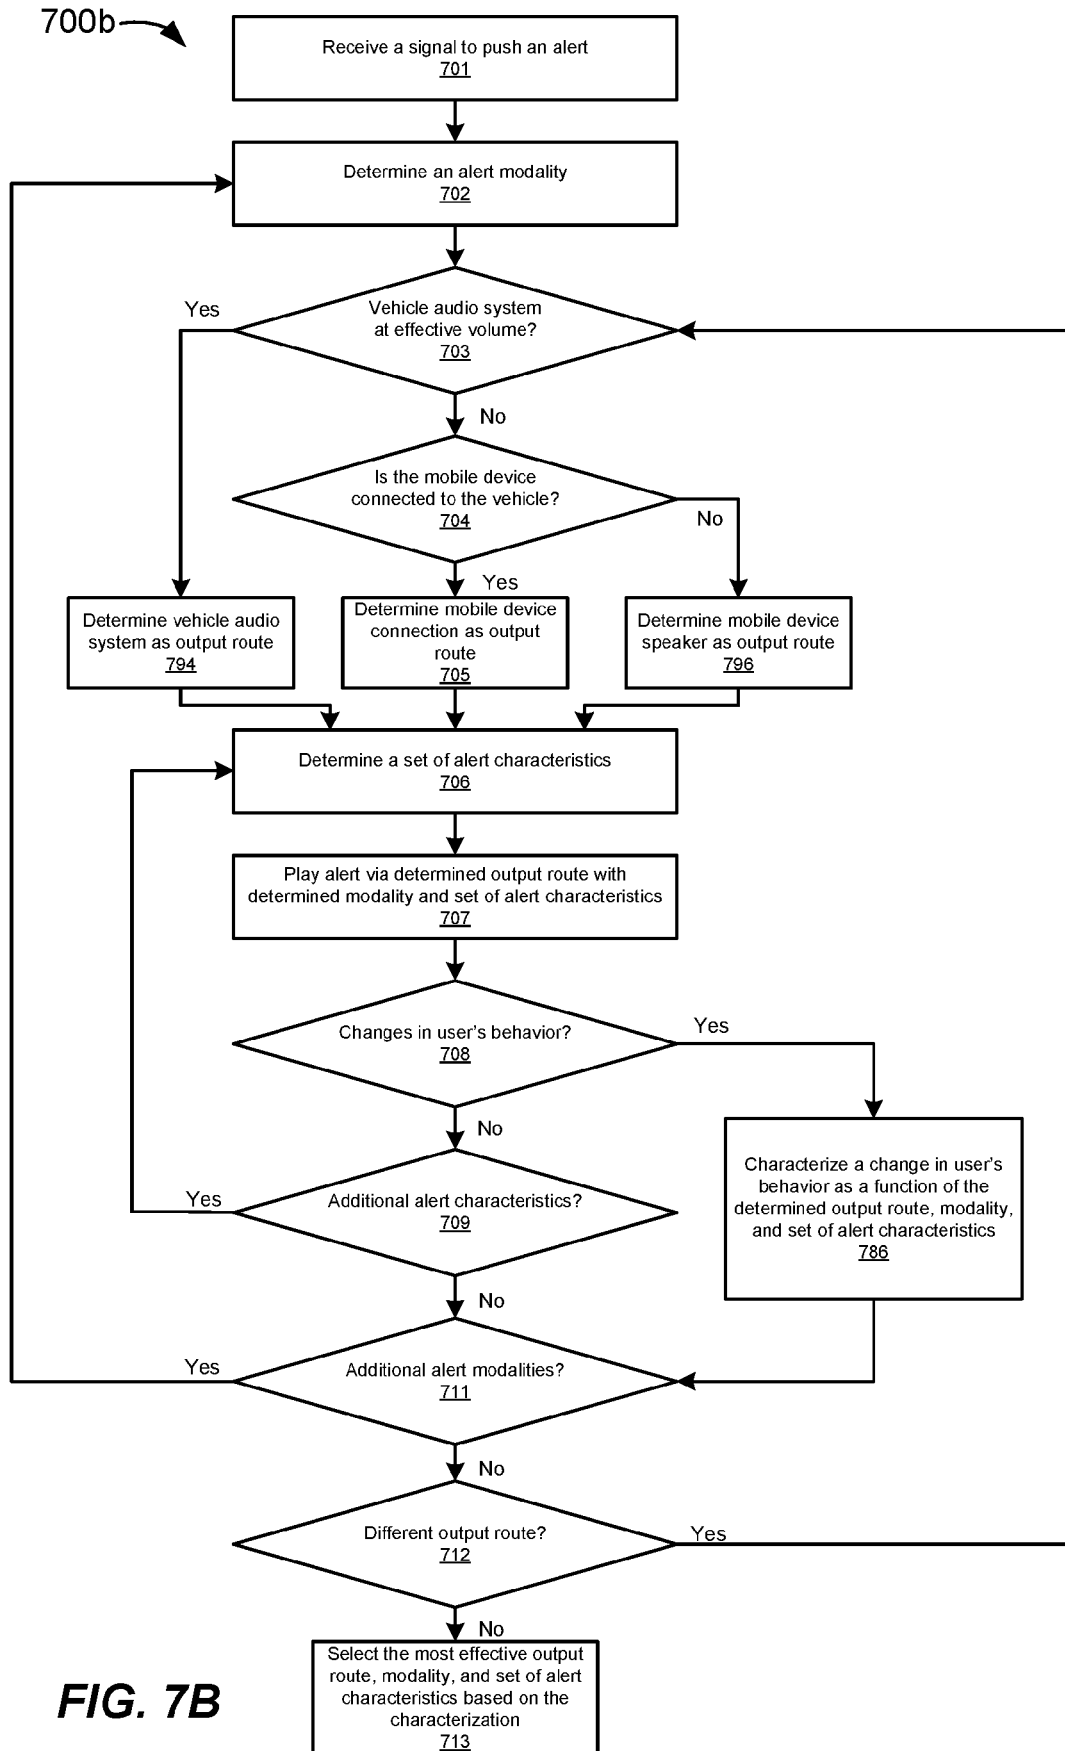 700b
Receive a signal to push an alert
701
Determine an alert modality
702
Yes
Vehicle audio system
at effective volume?
703
No
Is the mobile device
connected to the vehicle?
704
No
Yes
Determine vehicle audio
system as output route
794
Determine mobile device
connection as output
route
705
Determine mobile device
speaker as output route
796
Determine a set of alert characteristics
706
Play alert via determined output route with
determined modality and set of alert characteristics
707
Changes in user's behavior?
708
Yes
No
Characterize a change in user's
behavior as a function of the
determined output route, modality,
and set of alert characteristics
786
Yes
Additional alert characteristics?
709
No
Yes
Additional alert modalities?
711
No
Different output route?
712
Yes
No
Select the most effective output
route, modality, and set of alert
characteristics based on the
characterization
713
FIG. 7B